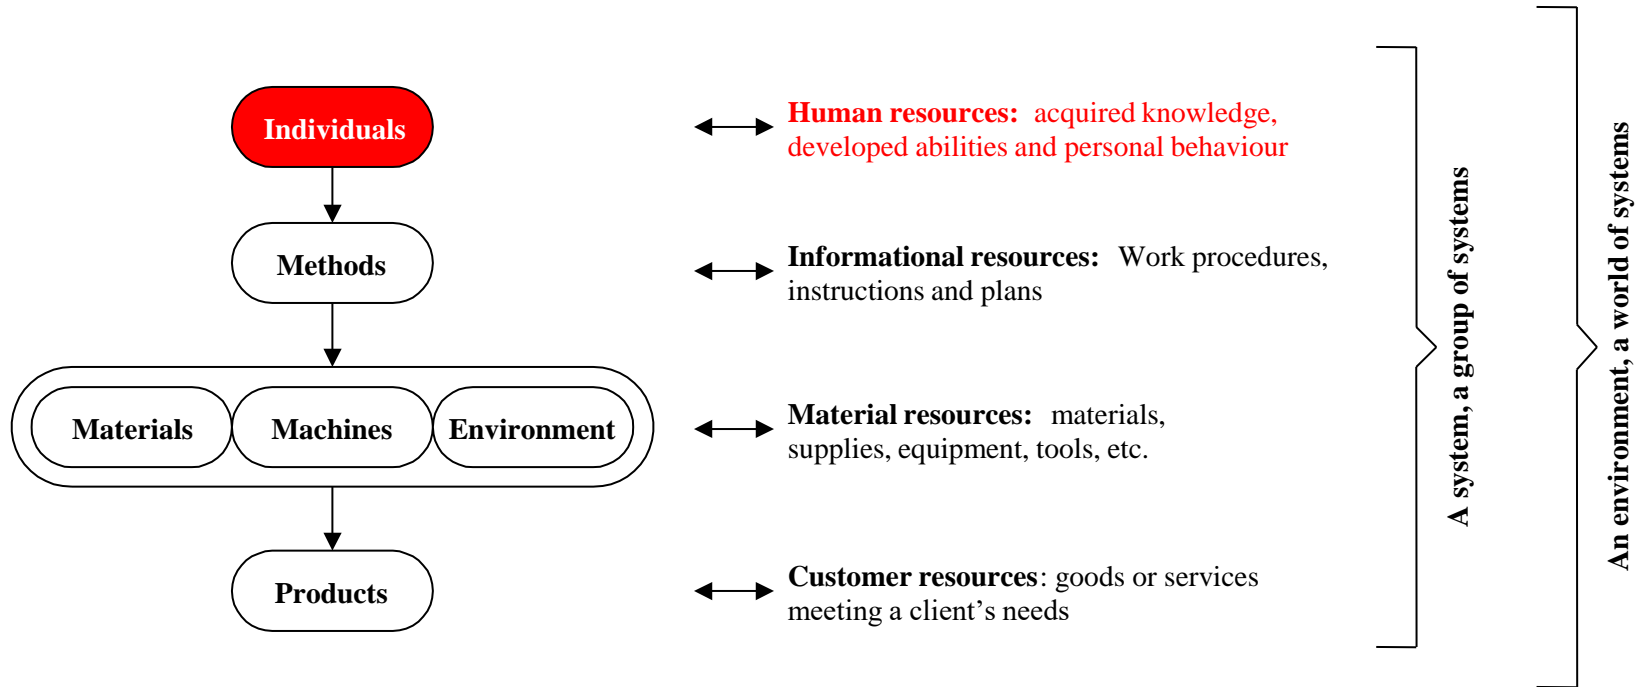 Individuals
Human resources: acquired knowledge,
developed abilities and personal behaviour
Methods
Informational resources: Work procedures,
instructions and plans
Materials Machines Environment
Material resources: materials,
supplies, equipment, tools, etc.
Products
Customer resources: goods or services
meeting a client’s needs
A system, a group of systems
An environment, a world of systems